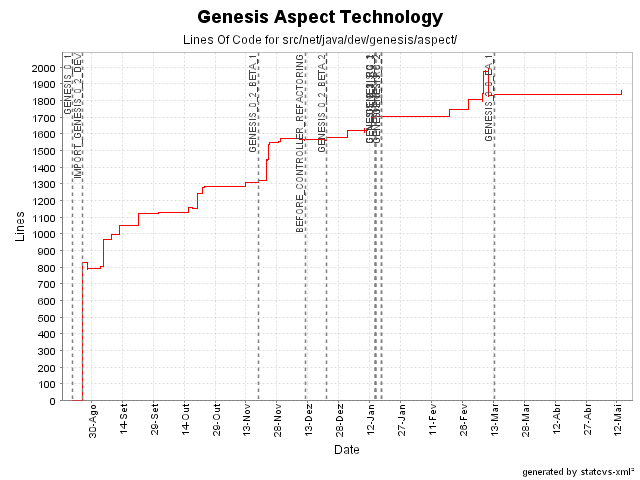 Genesis Aspect Technology
Lines Of Code for src/net/java/dev/genesis/aspect/
GENESIS_0_1
IMPORT_GENESIS_0_2_DEV
GENESIS_0_2_BETA_1
BEFORE_CONTROLLER_REFACTORING
GENESIS_0_2_BETA_2
Lines
2000
1900
1800
1700
1600
1500
1400
1300
1200
1100
1000
900
800
700
600
500
400
300
200
100
0
30-Ago
14-Set
29-Set
14-Out
29-Out
13-Nov
28-Nov
13-Dez
28-Dez
12-Jan
27-Jan
11-Fev
26-Fev
13-Mar
28-Mar
12-Abr
27-Abr
12-Mai
Date
generated by statcvs-xml²